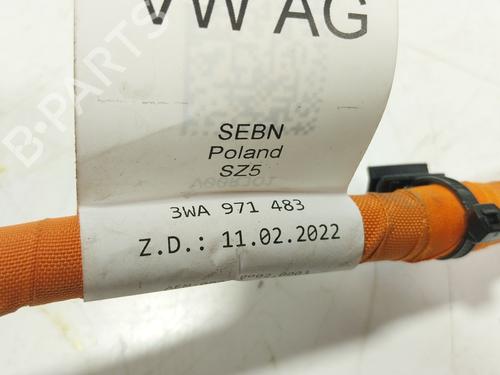 VW AG
B-PARTS
SEBN
Poland
SZ5
3WA 971 483
Z.D.: 11.02.2022